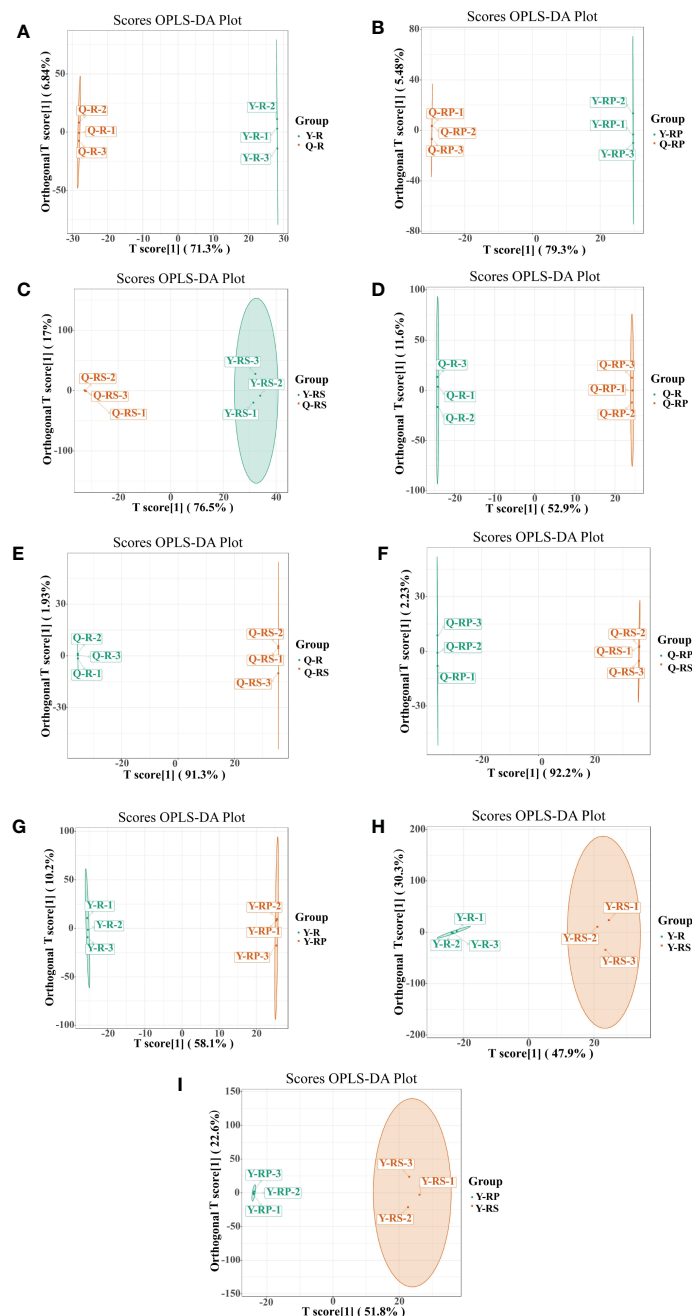 A
Scores OPLS-DA Plot
Orthogonal T score[1] ( 6.84%)
50
0
-50
Q-R-2
Q-R-1
Q-R-3
Y-R-2
Y-R-1
Y-R-3
-30 -20 -10 0 10 20 30
T score[1] ( 71.3%)
Group
Y-R
Q-R
B
Scores OPLS-DA Plot
Orthogonal T score[1] ( 5.48%)
80
40
0
-40
-80
Q-RP-1
Q-RP-2
Q-RP-3
Y-RP-2
Y-RP-1
Y-RP-3
-20 0 20
T score[1] ( 79.3%)
Group
Y-RP
Q-RP
C
Scores OPLS-DA Plot
Orthogonal T score[1] ( 17%)
100
0
-100
Q-RS-2
Q-RS-3
Q-RS-1
Y-RS-3
Y-RS-2
Y-RS-1
-20 0 20 40
T score[1] ( 76.5% )
Group
Y-RS
Q-RS
D
Scores OPLS-DA Plot
Orthogonal T score[1] ( 11.6%)
100
50
0
-50
-100
Q-R-3
Q-R-1
Q-R-2
Q-RP-3
Q-RP-1
Q-RP-2
-20 -10 0 10 20
T score[1] ( 52.9% )
Group
Q-R
Q-RP
E
Scores OPLS-DA Plot
Orthogonal T score[1] ( 1.93%)
30
0
-30
Q-R-2
Q-R-3
Q-R-1
Q-RS-2
Q-RS-1
Q-RS-3
-20 0 20
T score[1] ( 91.3% )
Group
Q-R
Q-RS
F
Scores OPLS-DA Plot
Orthogonal T score[1] ( 2.23%)
30
0
-30
Q-RP-3
Q-RP-2
Q-RP-1
Q-RS-2
Q-RS-1
Q-RS-3
-20 0 20
T score[1] ( 92.2% )
Group
Q-RP
Q-RS
G
Scores OPLS-DA Plot
Orthogonal T score[1] ( 10.2%)
100
50
0
-50
-100
Y-R-1
Y-R-2
Y-R-3
Y-RP-2
Y-RP-1
Y-RP-3
-20 -10 0 10 20
T score[1] ( 58.1% )
Group
Y-R
Y-RP
H
Scores OPLS-DA Plot
Orthogonal T score[1] ( 30.3%)
200
100
0
-100
-200
Y-R-1
Y-R-2
Y-R-3
Y-RS-1
Y-RS-2
Y-RS-3
-20 0 20
T score[1] ( 47.9% )
Group
Y-R
Y-RS
I
Scores OPLS-DA Plot
Orthogonal T score[1] ( 22.6%)
150
100
50
0
-50
-100
-150
Y-RP-3
Y-RP-2
Y-RP-1
Y-RS-3
Y-RS-1
Y-RS-2
-20 0 20
T score[1] ( 51.8% )
Group
Y-RP
Y-RS